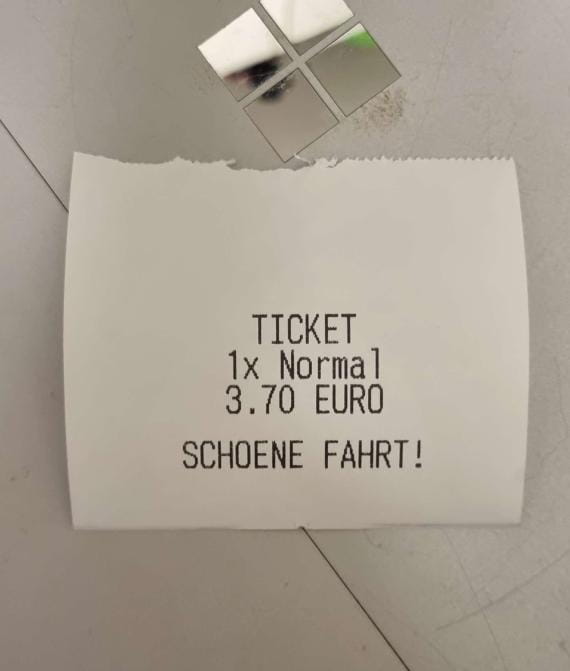 TICKET
1x Normal
3.70 EURO
SCHOENE FAHRT!